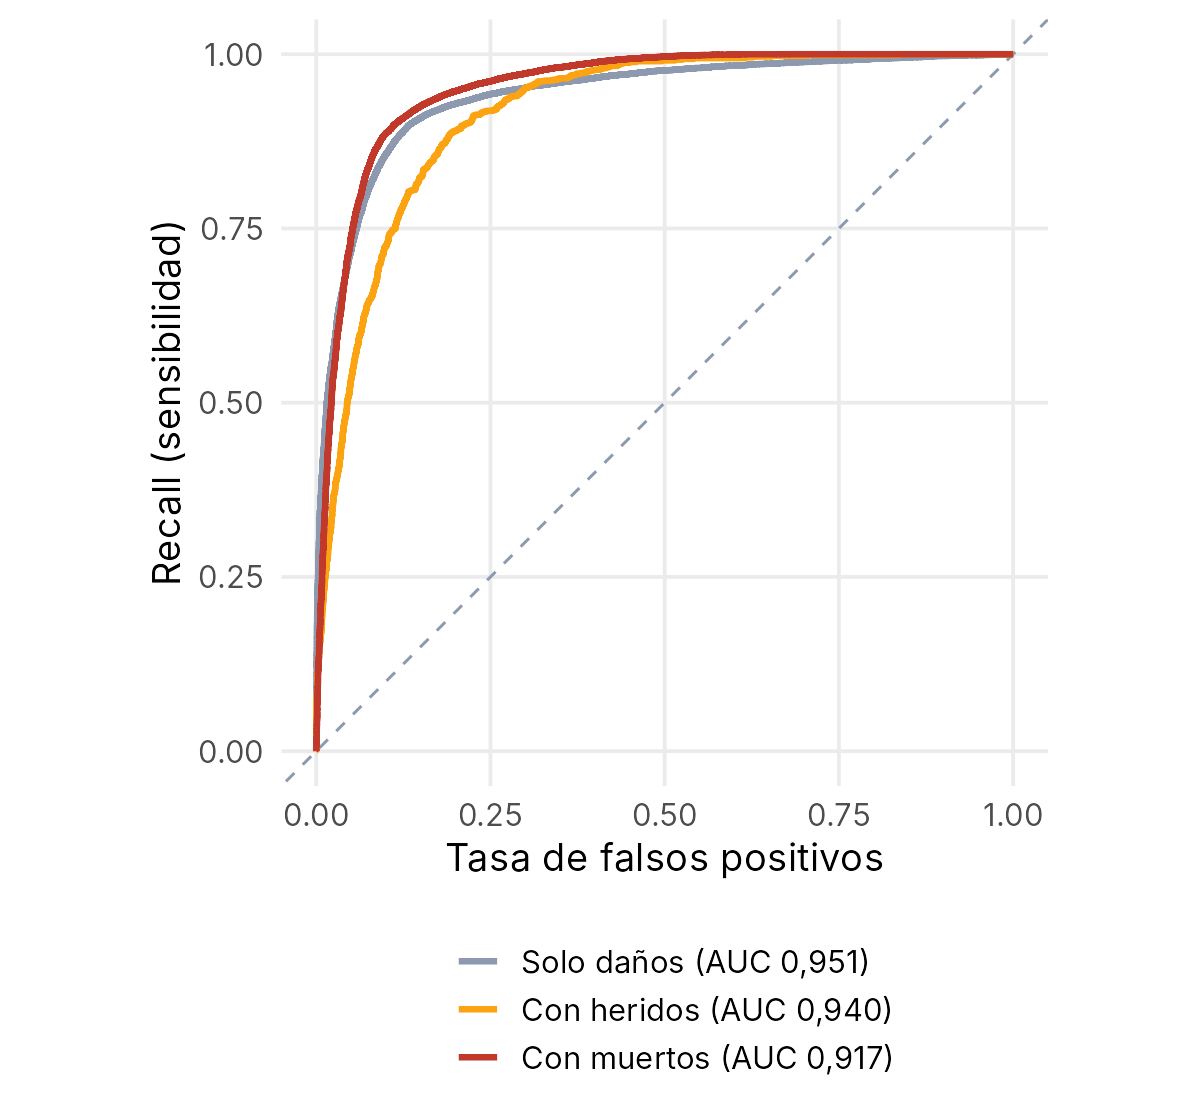 1.00
0.75
0.50
0.25
0.00
Recall (sensibilidad)
0.00 0.25 0.50 0.75 1.00
Tasa de falsos positivos
Solo daños (AUC 0,951)
Con heridos (AUC 0,940)
Con muertos (AUC 0,917)